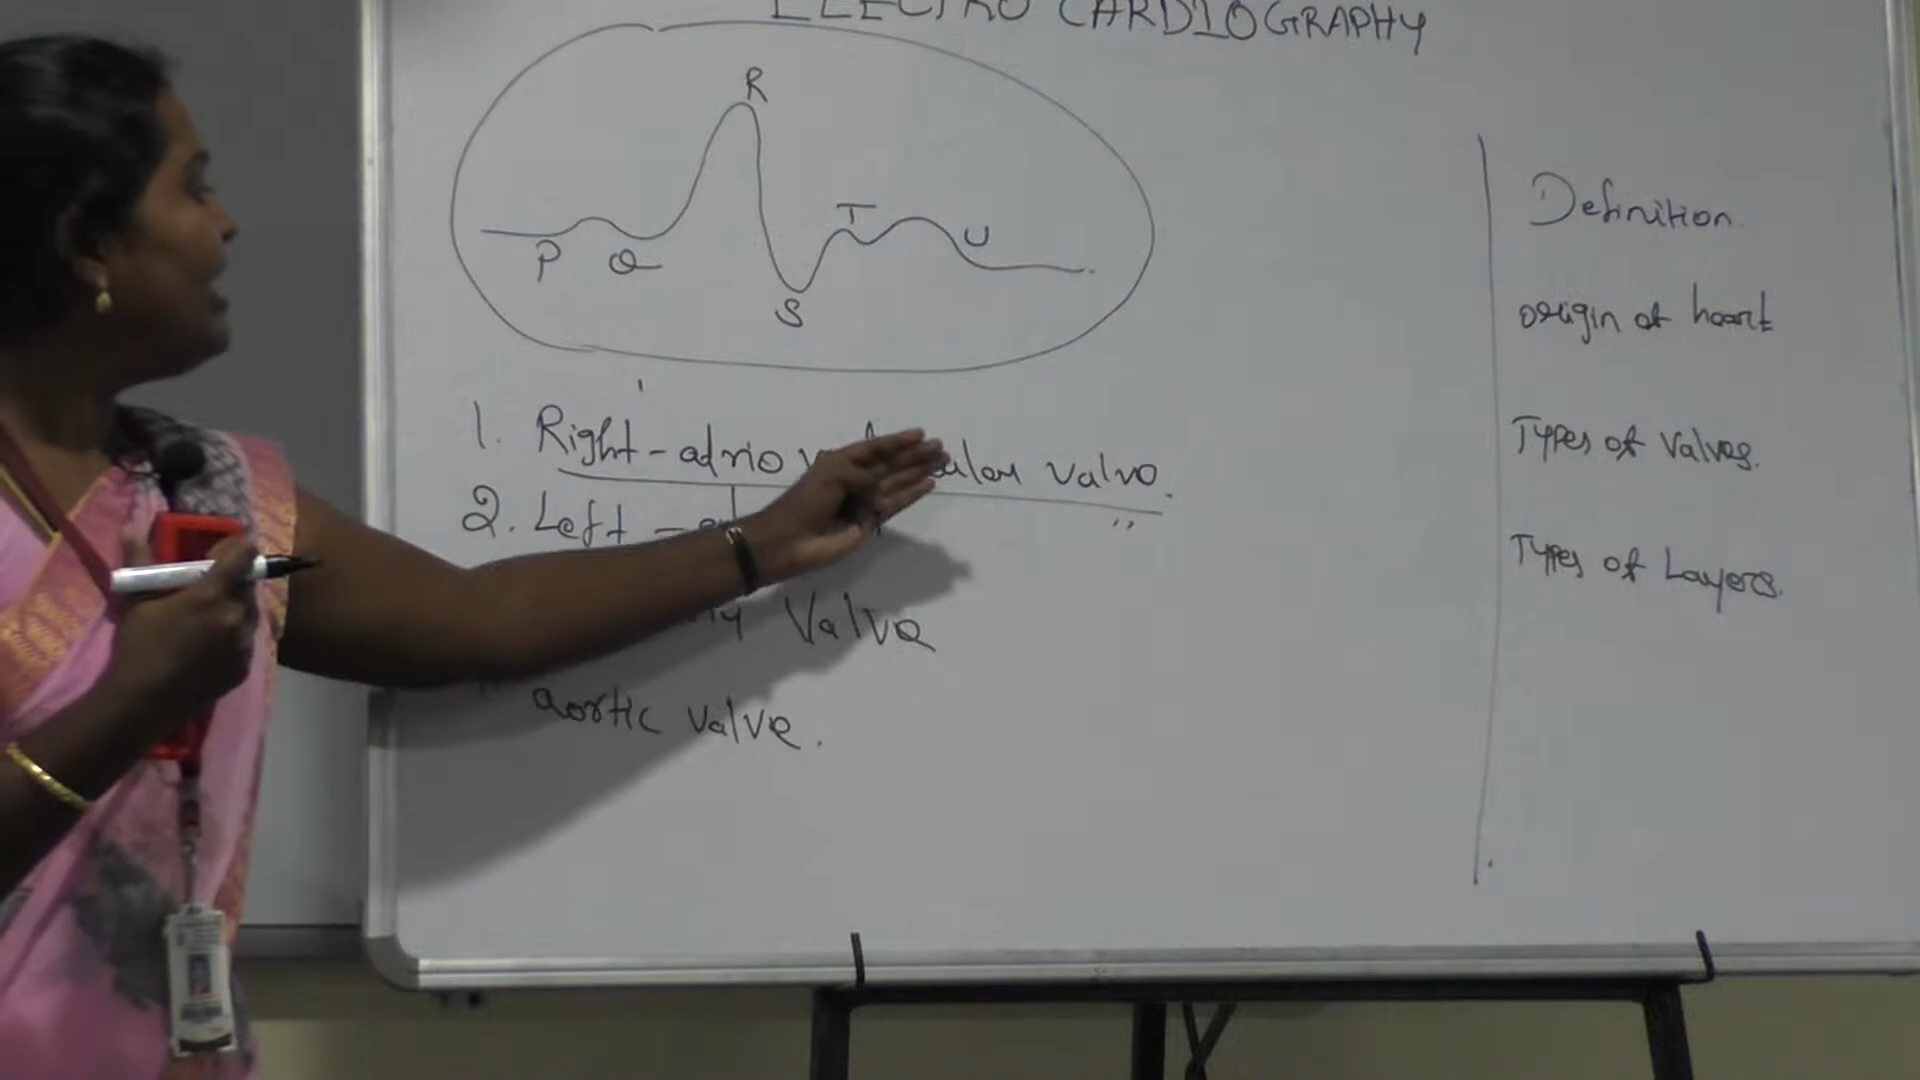 ELECTRO CARDIOGRAPHY
R
T
U
P Q
S
1. Right-adrio valve.
2. Left - "
Valve
aortic valve.
Definition.
origin of heart
Types of Valves.
Types of Layers.